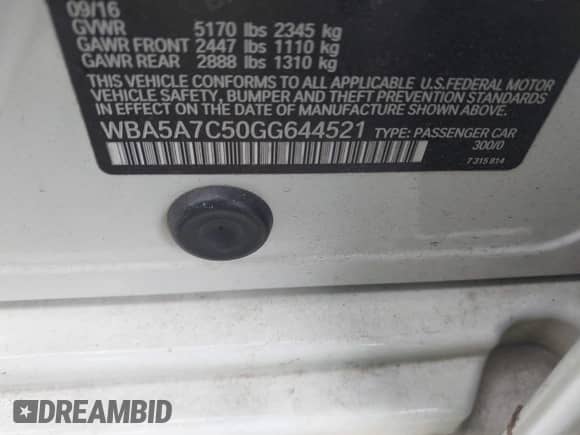 09/16
GVWR 5170 lbs 2345 kg
GAWR FRONT 2447 lbs 1110 kg
GAWR REAR 2888 lbs 1310 kg
THIS VEHICLE CONFORMS TO ALL APPLICABLE U.S.FEDERAL MOTOR
VEHICLE SAFETY, BUMPER AND THEFT PREVENTION STANDARDS
IN EFFECT ON THE DATE OF MANUFACTURE SHOWN ABOVE.
WBA5A7C50GG644521 TYPE: PASSENGER CAR
300/0
7 315 814
DREAMBID